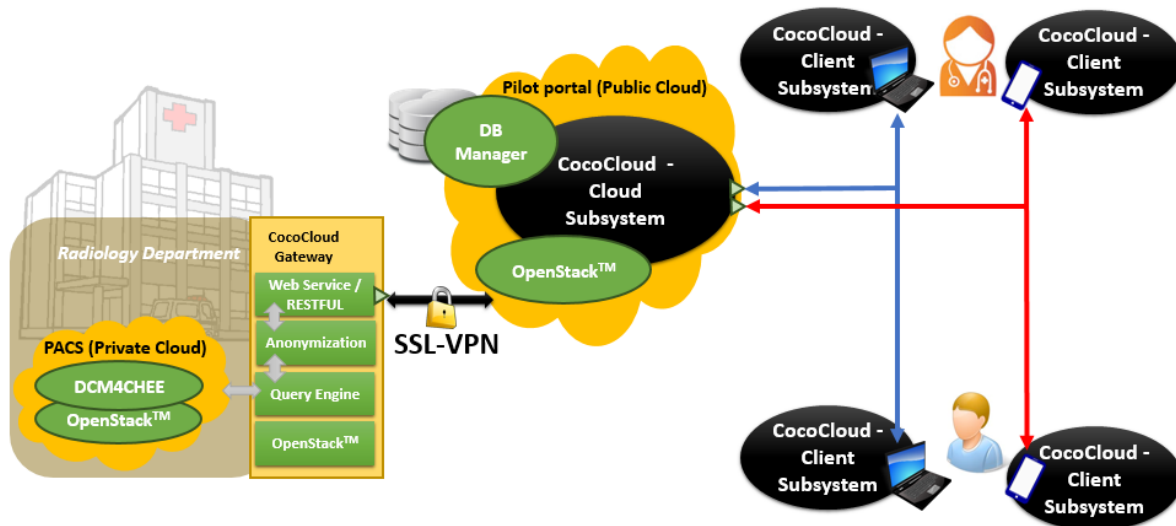 Pilot portal (Public Cloud)
DB
Manager
CocoCloud -
Cloud
Subsystem
OpenStack™
CocoCloud -
Client
Subsystem
CocoCloud -
Client
Subsystem
Radiology Department
CocoCloud
Gateway
Web Service /
RESTFUL
Anonymization
Query Engine
OpenStack™
PACS (Private Cloud)
DCM4CHEE
OpenStack™
SSL-VPN
CocoCloud -
Client
Subsystem
CocoCloud -
Client
Subsystem